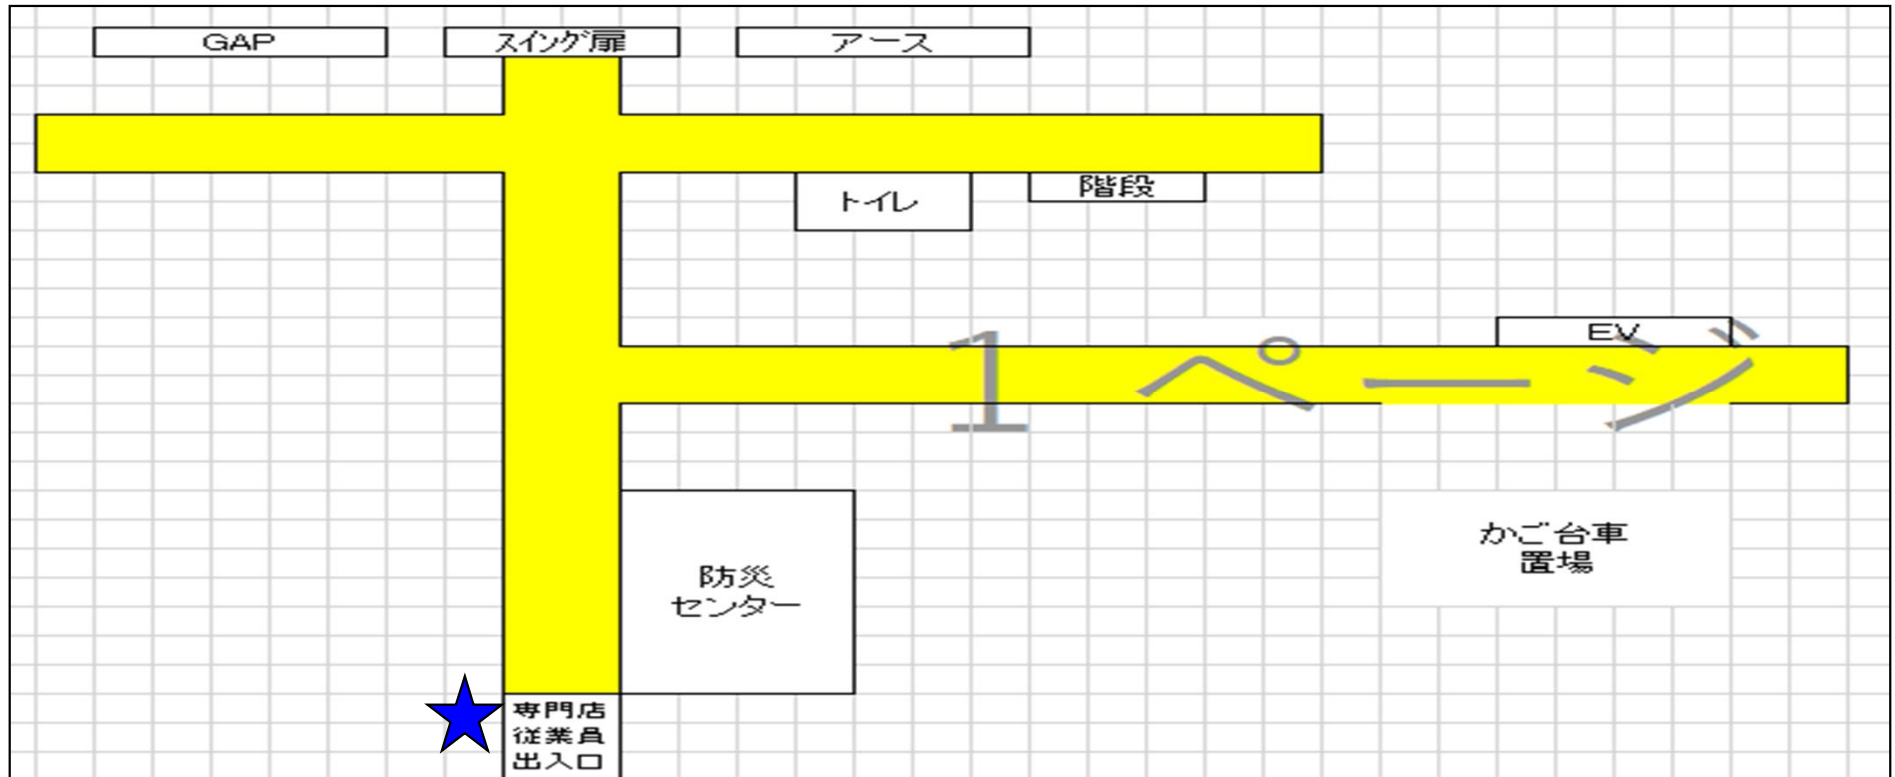 GAP
スイング扉
アース
トイレ
階段
EV
1 ページ
かご台車
置場
防災
センター
専門店
従業員
出入口